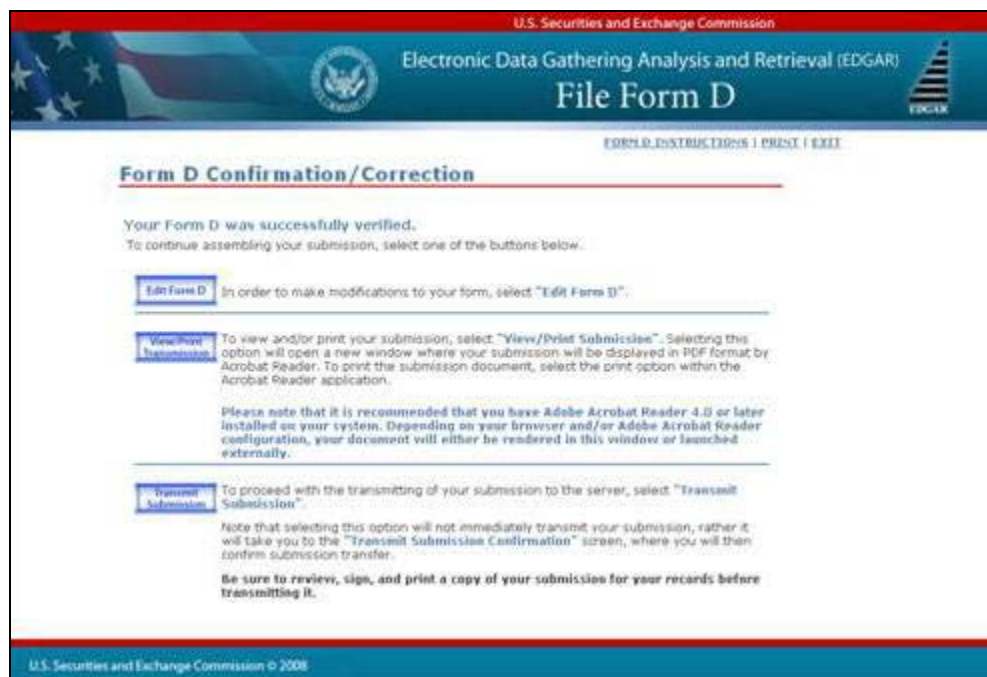 U.S. Securities and Exchange Commission
Electronic Data Gathering Analysis and Retrieval (EDGAR)
File Form D
EDGAR
FORM D INSTRUCTIONS | PRINT | EXIT
Form D Confirmation/Correction
Your Form D was successfully verified.
To continue assembling your submission, select one of the buttons below.
Edit Form D
In order to make modifications to your form, select "Edit Form D".
View/Print
Transmission
To view and/or print your submission, select "View/Print Submission". Selecting this
option will open a new window where your submission will be displayed in PDF format by
Acrobat Reader. To print the submission document, select the print option within the
Acrobat Reader application.
Please note that it is recommended that you have Adobe Acrobat Reader 4.0 or later
installed on your system. Depending on your browser and/or Adobe Acrobat Reader
configuration, your document will either be rendered in this window or launched
externally.
Transmit
Submission
To proceed with the transmitting of your submission to the server, select "Transmit
Submission".
Note that selecting this option will not immediately transmit your submission, rather it
will take you to the "Transmit Submission Confirmation" screen, where you will then
confirm submission transfer.
Be sure to review, sign, and print a copy of your submission for your records before
transmitting it.
U.S. Securities and Exchange Commission © 2008